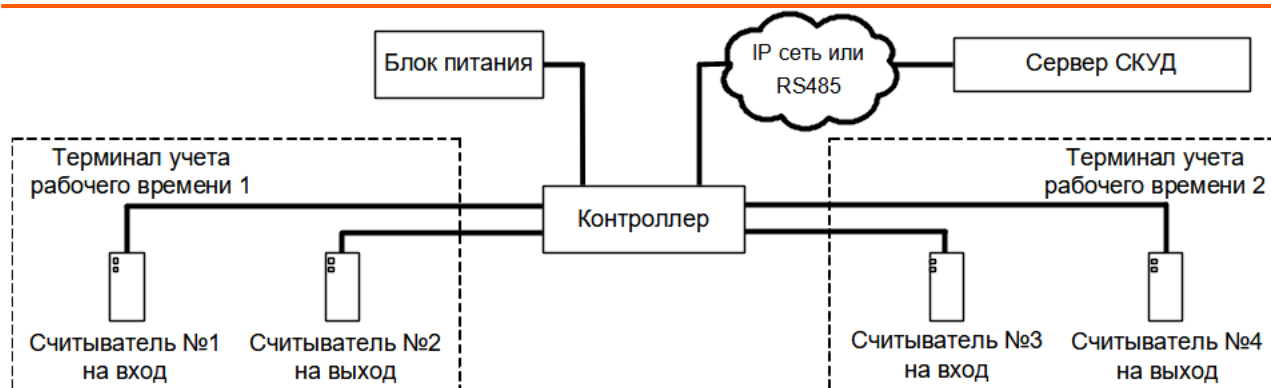 Блок питания
IP сеть или
RS485
Сервер СКУД
Терминал учета
рабочего времени 1
Терминал учета
рабочего времени 2
Контроллер
Считыватель №1
на вход
Считыватель №2
на выход
Считыватель №3
на вход
Считыватель №4
на выход